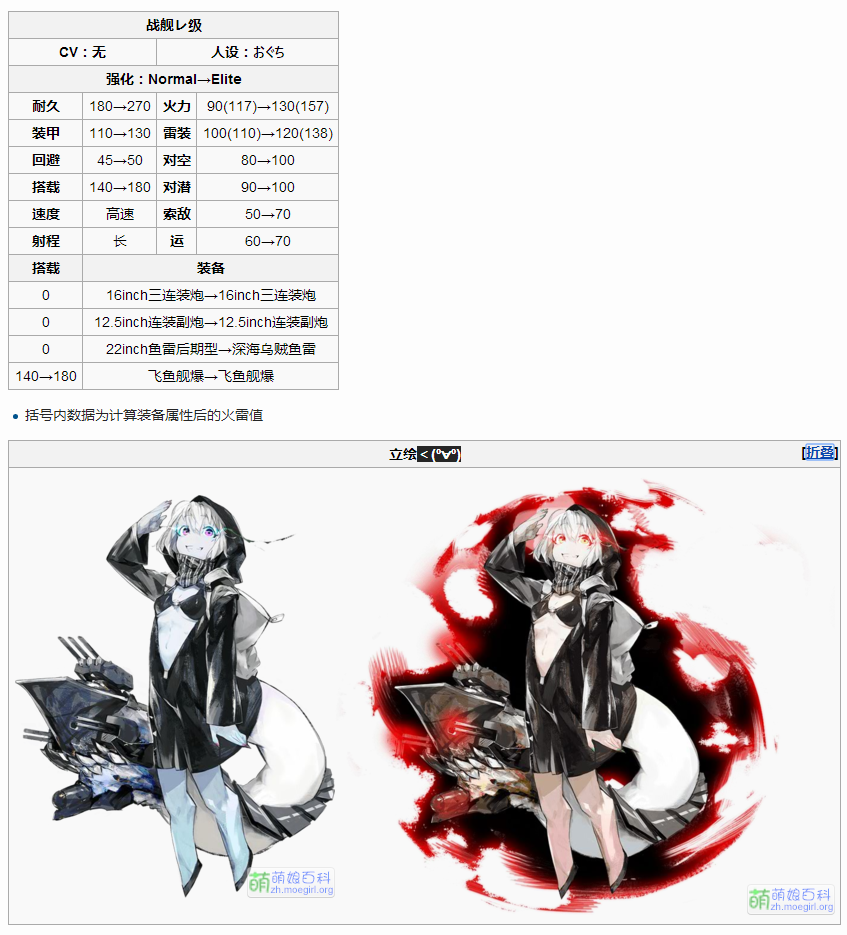 战舰レ级
CV：无 人设：おぐち
强化：Normal→Elite
耐久 180→270 火力 90(117)→130(157)
装甲 110→130 雷装 100(110)→120(138)
回避 45→50 对空 80→100
搭载 140→180 对潜 90→100
速度 高速 索敌 50→70
射程 长 运 60→70
搭载 装备
0 16inch三连装炮→16inch三连装炮
0 12.5inch连装副炮→12.5inch连装副炮
0 22inch鱼雷后期型→深海乌贼鱼雷
140→180 飞鱼舰爆→飞鱼舰爆
括号内数据为计算装备属性后的火雷值
立绘＜(ﾟ∀ﾟ) [折叠]
萌 萌娘百科
zh.moegirl.org
萌 萌娘百科
zh.moegirl.org